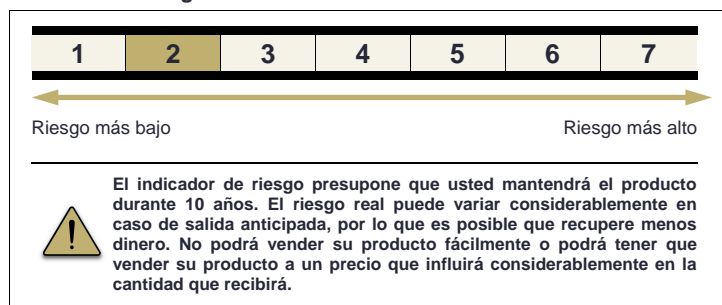 1 2 3 4 5 6 7
Riesgo más bajo Riesgo más alto
El indicador de riesgo presupone que usted mantendrá el producto
durante 10 años. El riesgo real puede variar considerablemente en
caso de salida anticipada, por lo que es posible que recupere menos
dinero. No podrá vender su producto fácilmente o podrá tener que
vender su producto a un precio que influirá considerablemente en la
cantidad que recibirá.